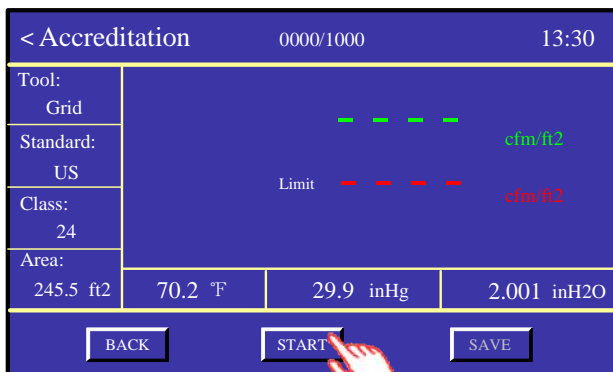 < Accreditation 0000/1000 13:30
Tool:
Grid
Standard:
US
Class:
24
Area:
245.5 ft2
– – – – cfm/ft2
Limit – – – – cfm/ft2
70.2 ℉ 29.9 inHg 2.001 inH2O
BACK START SAVE